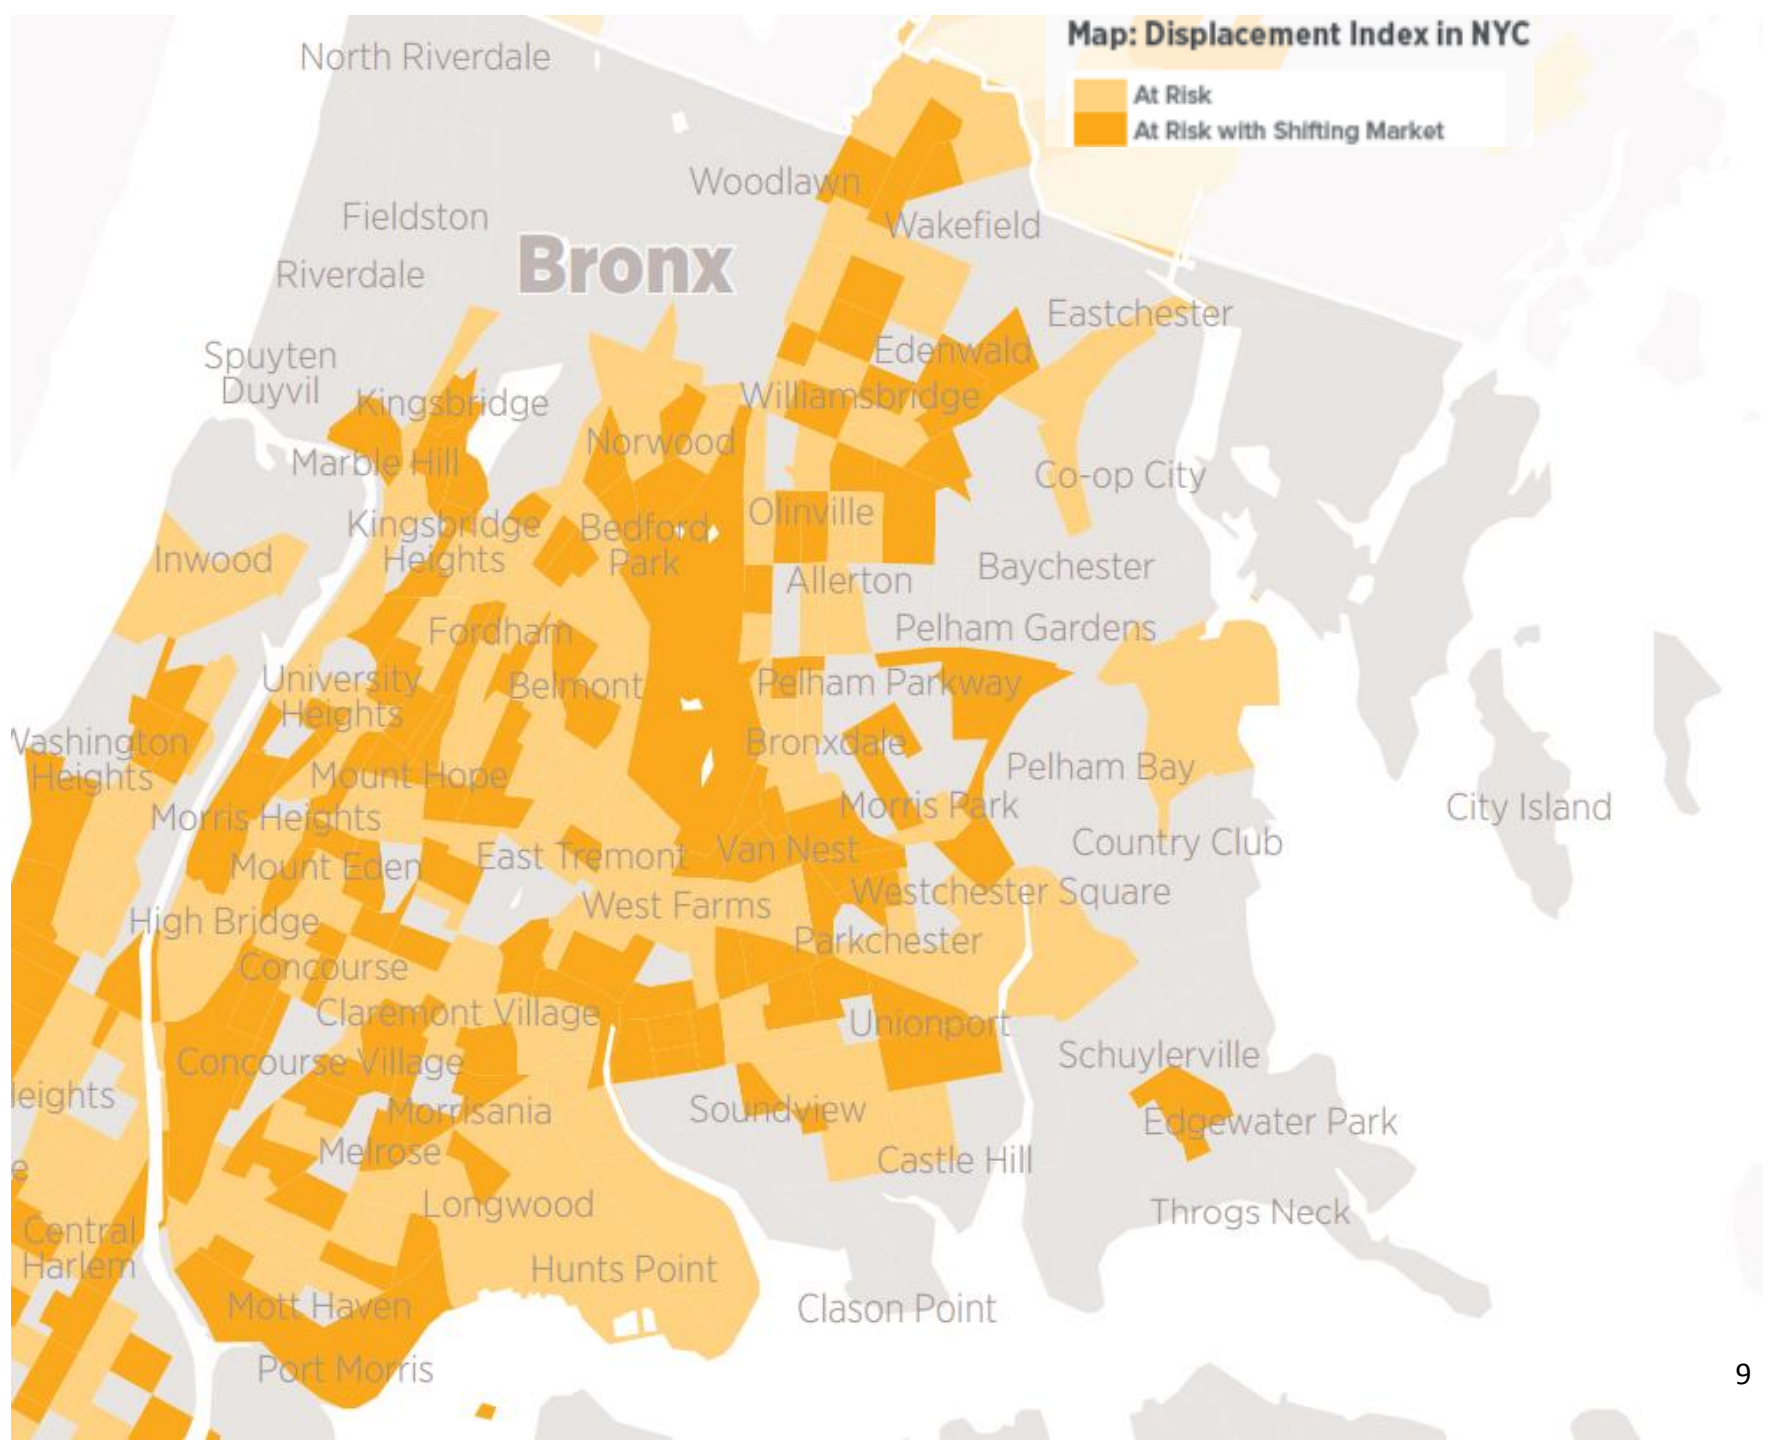 Map: Displacement Index in NYC
At Risk
At Risk with Shifting Market
North Riverdale
Woodlawn
Fieldston
Wakefield
Bronx
Riverdale
Eastchester
Spuyten
Duyvil
Edenwald
Kingsbridge
Williamsbridge
Norwood
Marble Hill
Co-op City
Olinville
Kingsbridge
Heights
Bedford
Park
Inwood
Allerton
Baychester
Fordham
Pelham Gardens
University
Heights
Belmont
Pelham Parkway
Washington
Heights
Bronxdale
Mount Hope
Pelham Bay
Morris Heights
Morris Park
City Island
Mount Eden
East Tremont
Van Nest
Country Club
High Bridge
West Farms
Westchester Square
Parkchester
Concourse
Claremont Village
Unionport
Concourse Village
Schuylerville
eights
Morrisania
Soundview
Edgewater Park
Melrose
Castle Hill
e
Longwood
Throgs Neck
Central
Harlem
Hunts Point
Mott Haven
Clason Point
Port Morris
9